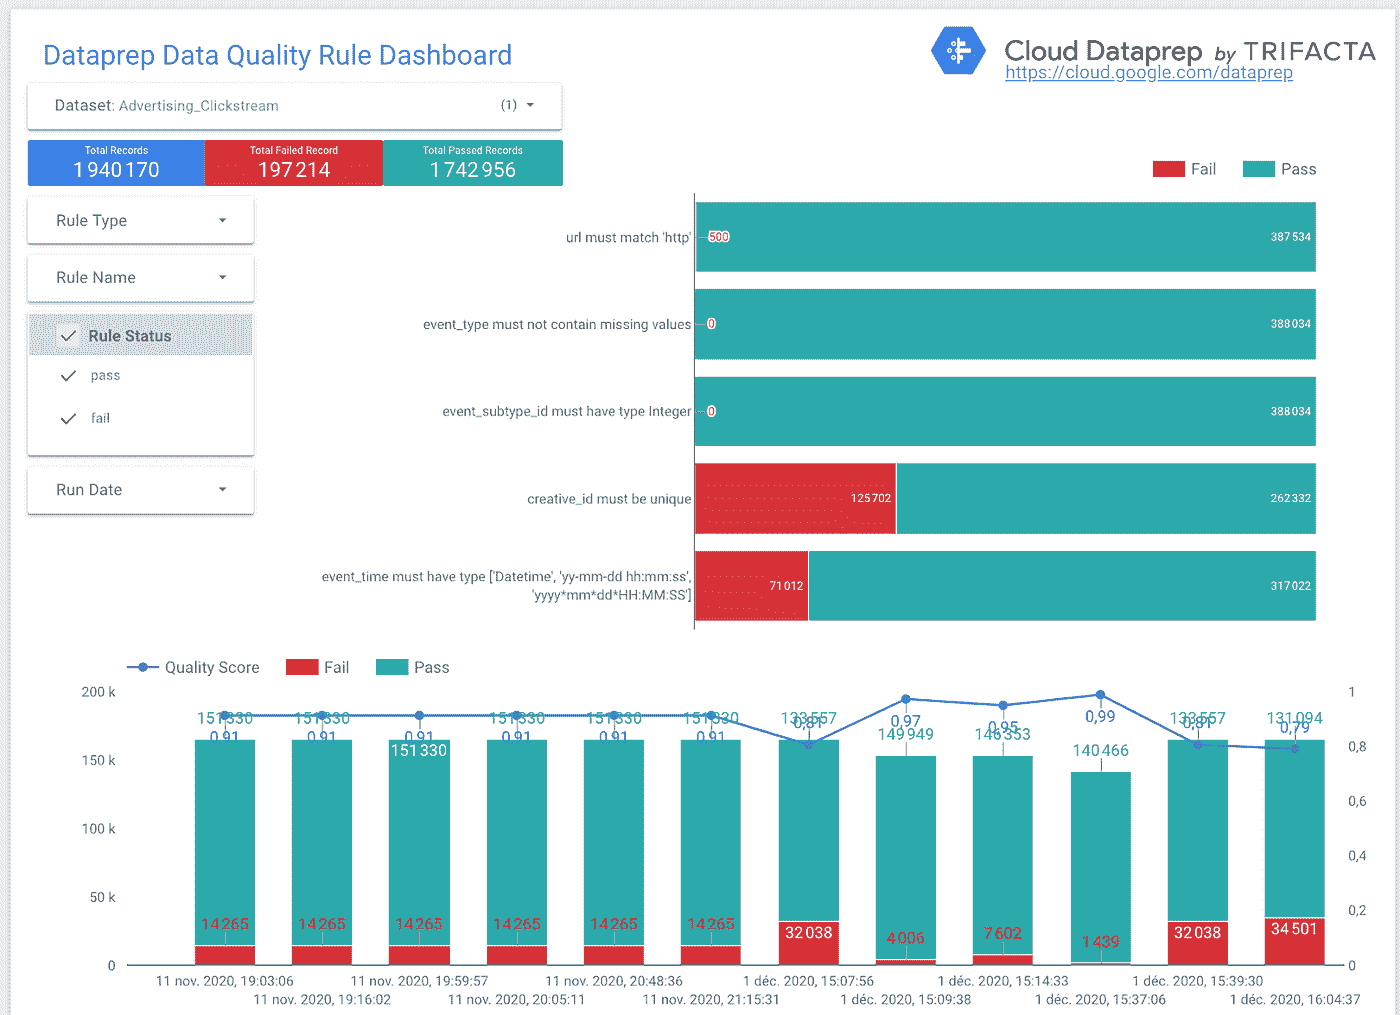 Dataprep Data Quality Rule Dashboard
Cloud Dataprep by TRIFACTA
https://cloud.google.com/dataprep
Dataset: Advertising_Clickstream (1)
Total Records
1 940 170
Total Failed Record
197 214
Total Passed Records
1 742 956
Fail Pass
Rule Type
Rule Name
Rule Status
pass
fail
Run Date
url must match 'http' 500 387 534
event_type must not contain missing values 0 388 034
event_subtype_id must have type Integer 0 388 034
creative_id must be unique 125 702 262 332
event_time must have type ['Datetime', 'yy-mm-dd hh:mm:ss',
'yyyy*mm*dd*HH:MM:SS'] 71 012 317 022
Quality Score Fail Pass
200 k
150 k
100 k
50 k
0
1
0,8
0,6
0,4
0,2
0
151 330 151 330 151 330 151 330 151 330 151 330 133 557 149 949 146 353 140 466 133 557 131 094
0,91 0,91 0,91 0,91 0,91 0,81 0,97 0,95 0,99 0,81 0,79
14 265 14 265 14 265 14 265 14 265 14 265 32 038 4 006 7 602 1 439 32 038 34 501
11 nov. 2020, 19:03:06 11 nov. 2020, 19:59:57 11 nov. 2020, 20:48:36 1 déc. 2020, 15:07:56 1 déc. 2020, 15:14:33 1 déc. 2020, 15:39:30
11 nov. 2020, 19:16:02 11 nov. 2020, 20:05:11 11 nov. 2020, 21:15:31 1 déc. 2020, 15:09:38 1 déc. 2020, 15:37:06 1 déc. 2020, 16:04:37